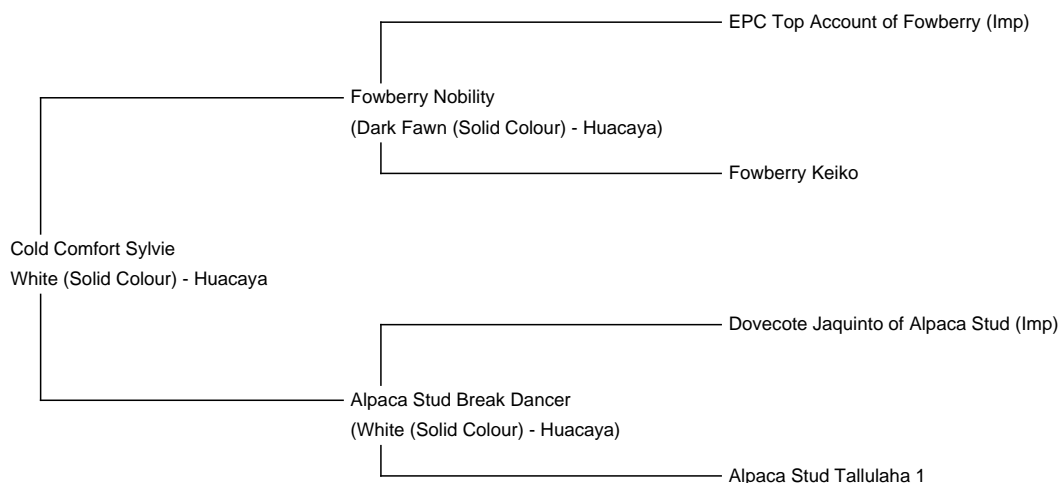 EPC Top Account of Fowberry (Imp)
Fowberry Nobility
(Dark Fawn (Solid Colour) - Huacaya)
Fowberry Keiko
Cold Comfort Sylvie
White (Solid Colour) - Huacaya
Dovecote Jaquinto of Alpaca Stud (Imp)
Alpaca Stud Break Dancer
(White (Solid Colour) - Huacaya)
Alpaca Stud Tallulaha 1